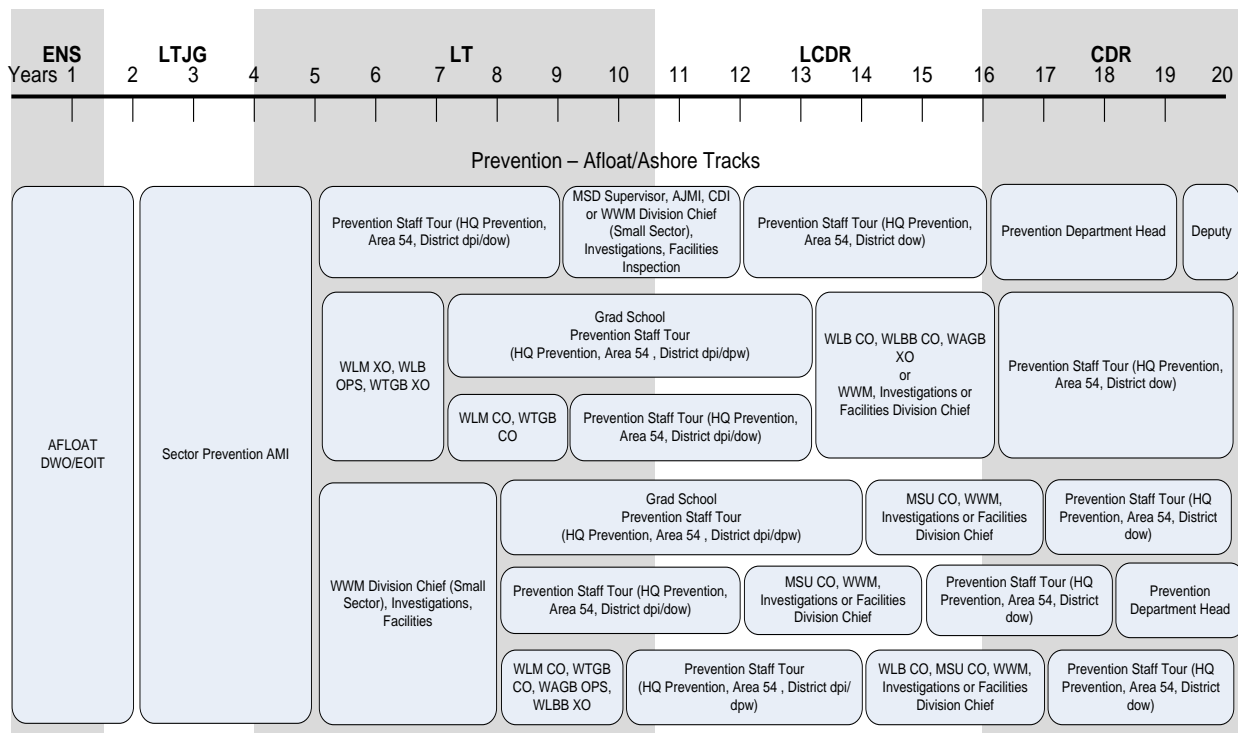 ENS LTJG LT LCDR CDR
Years 1 2 3 4 5 6 7 8 9 10 11 12 13 14 15 16 17 18 19 20
Prevention – Afloat/Ashore Tracks
AFLOAT
DWO/EOIT
Sector Prevention AMI
Prevention Staff Tour (HQ Prevention,
Area 54, District dpi/dow)
MSD Supervisor, AJMI, CDI
or WWM Division Chief
(Small Sector),
Investigations, Facilities
Inspection
Prevention Staff Tour (HQ Prevention,
Area 54, District dow)
Prevention Department Head
Deputy
WLM XO, WLB
OPS, WTGB XO
Grad School
Prevention Staff Tour
(HQ Prevention, Area 54 , District dpi/dpw)
WLM CO, WTGB
CO
Prevention Staff Tour (HQ Prevention,
Area 54, District dpi/dow)
WLB CO, WLBB CO, WAGB
XO
or
WWM, Investigations or
Facilities Division Chief
Prevention Staff Tour (HQ Prevention,
Area 54, District dow)
WWM Division Chief (Small
Sector), Investigations,
Facilities
Grad School
Prevention Staff Tour
(HQ Prevention, Area 54 , District dpi/dpw)
MSU CO, WWM,
Investigations or Facilities
Division Chief
Prevention Staff Tour (HQ
Prevention, Area 54, District
dow)
Prevention Staff Tour (HQ Prevention,
Area 54, District dpi/dow)
MSU CO, WWM,
Investigations or Facilities
Division Chief
Prevention Staff Tour (HQ
Prevention, Area 54, District
dow)
Prevention
Department Head
WLM CO, WTGB
CO, WAGB OPS,
WLBB XO
Prevention Staff Tour
(HQ Prevention, Area 54 , District dpi/
dpw)
WLB CO, MSU CO, WWM,
Investigations or Facilities
Division Chief
Prevention Staff Tour (HQ
Prevention, Area 54, District
dow)